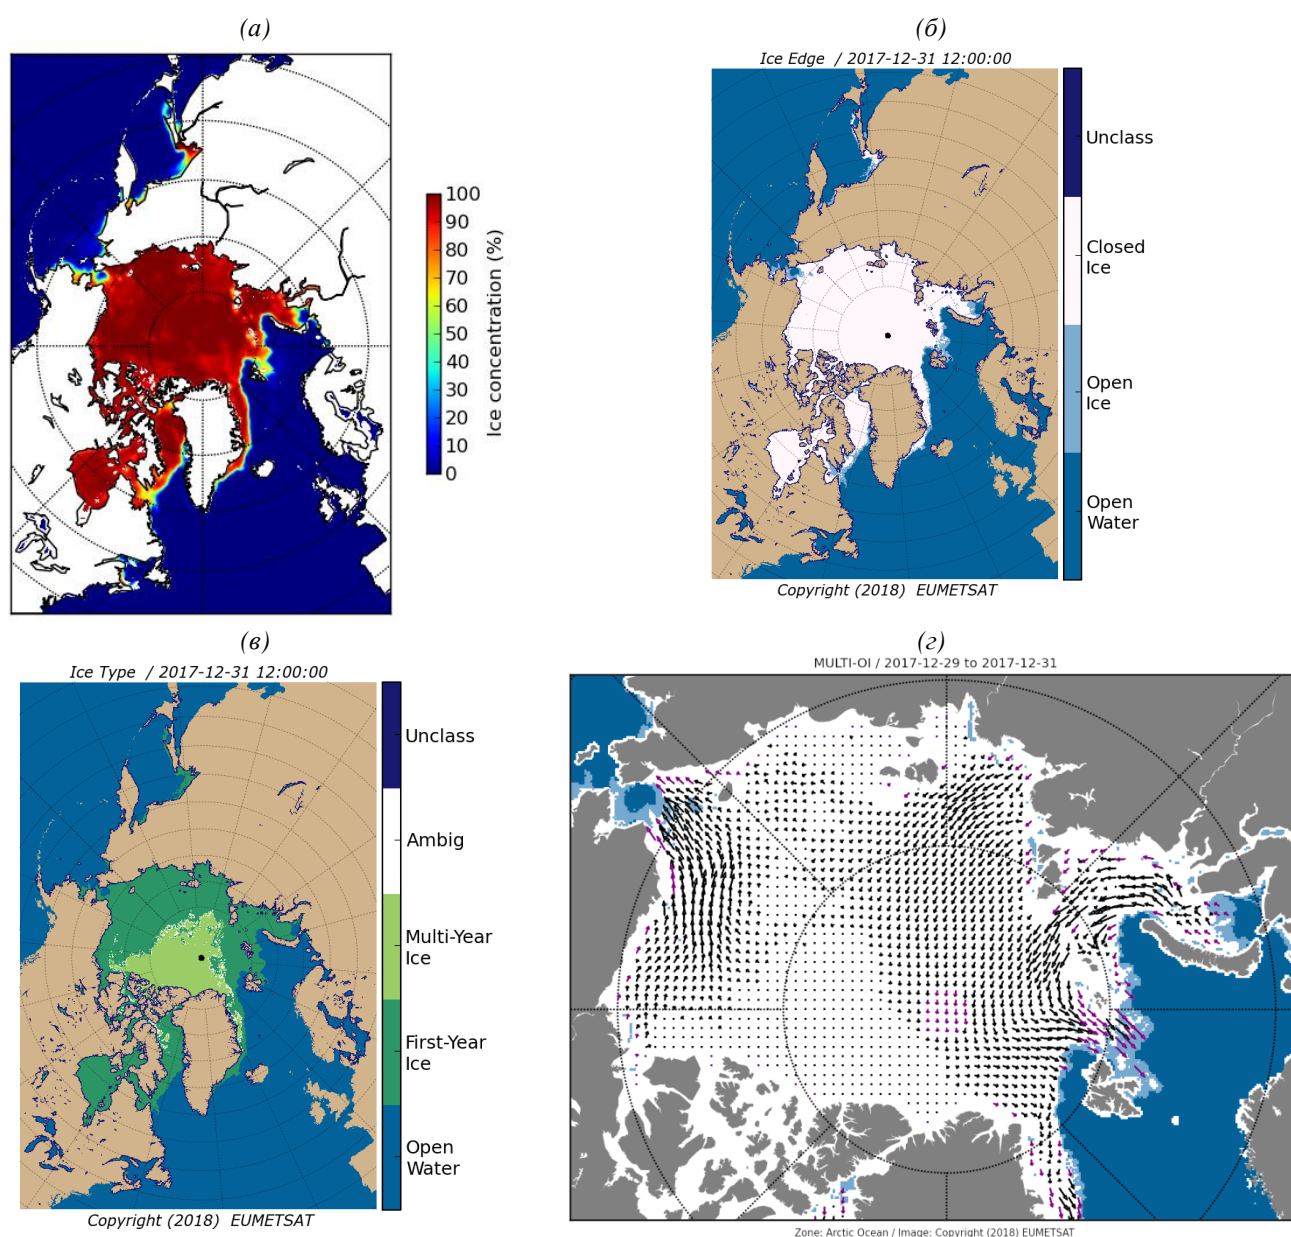 (а)
100
90
80
70
60
50
40
30
20
10
0
Ice concentration (%)
(б)
Ice Edge / 2017-12-31 12:00:00
Unclass
Closed
Ice
Open
Ice
Open
Water
Copyright (2018) EUMETSAT
(в)
Ice Type / 2017-12-31 12:00:00
Unclass
Ambig
Multi-Year
Ice
First-Year
Ice
Open
Water
Copyright (2018) EUMETSAT
(г)
MULTI-OI / 2017-12-29 to 2017-12-31
Zone: Arctic Ocean / Image: Copyright (2018) EUMETSAT